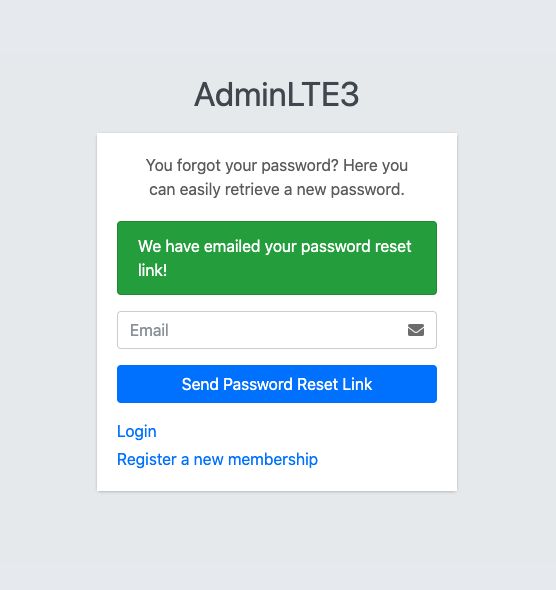 AdminLTE3
You forgot your password? Here you
can easily retrieve a new password.
We have emailed your password reset
link!
Email
Send Password Reset Link
Login
Register a new membership